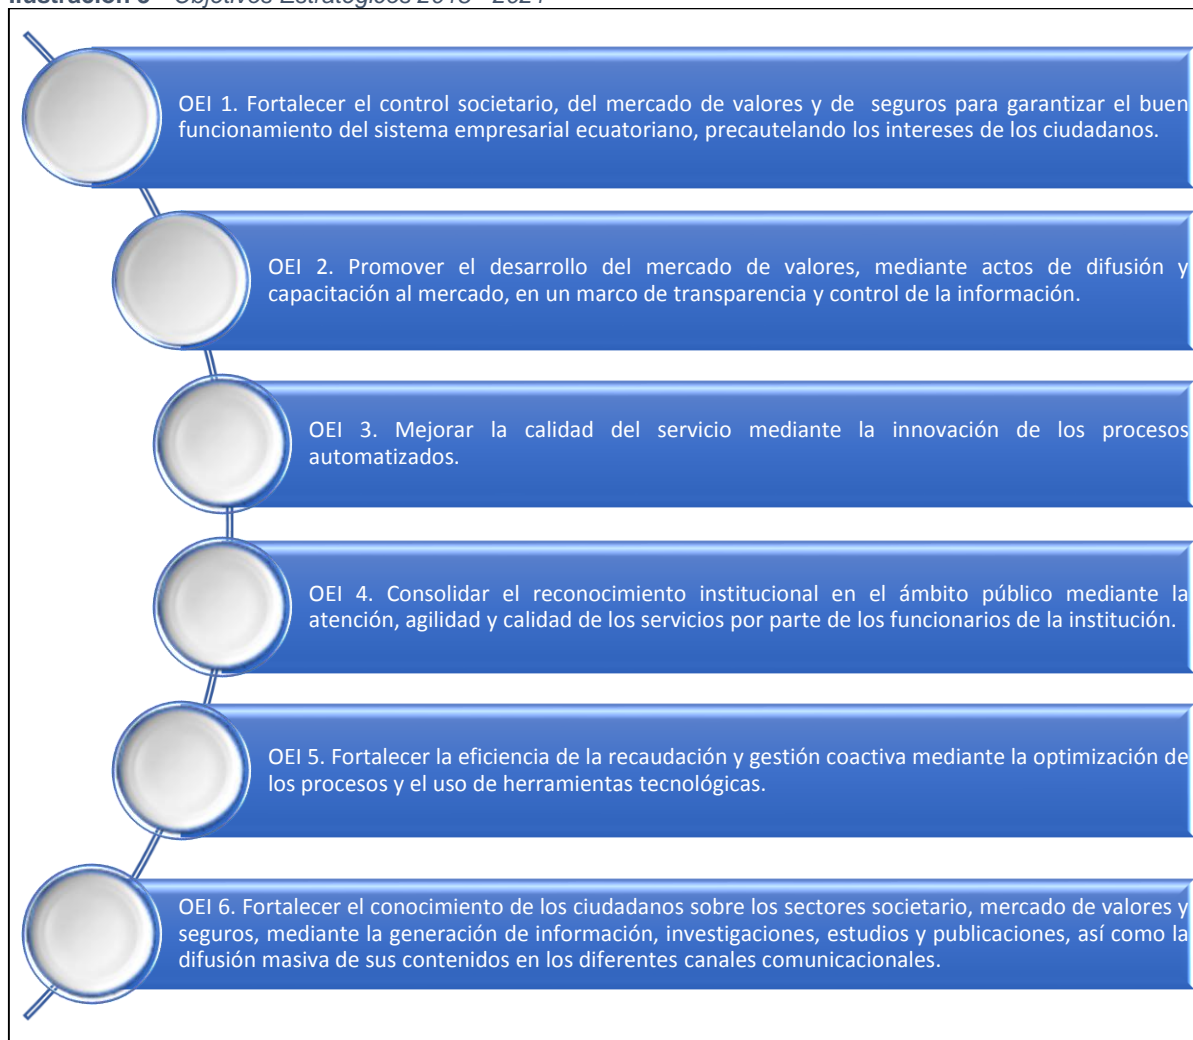 OEI 1. Fortalecer el control societario, del mercado de valores y de seguros para garantizar el buen
funcionamiento del sistema empresarial ecuatoriano, precautelando los intereses de los ciudadanos.
OEI 2. Promover el desarrollo del mercado de valores, mediante actos de difusión y
capacitación al mercado, en un marco de transparencia y control de la información.
OEI 3. Mejorar la calidad del servicio mediante la innovación de los procesos
automatizados.
OEI 4. Consolidar el reconocimiento institucional en el ámbito público mediante la
atención, agilidad y calidad de los servicios por parte de los funcionarios de la institución.
OEI 5. Fortalecer la eficiencia de la recaudación y gestión coactiva mediante la optimización de
los procesos y el uso de herramientas tecnológicas.
OEI 6. Fortalecer el conocimiento de los ciudadanos sobre los sectores societario, mercado de valores y
seguros, mediante la generación de información, investigaciones, estudios y publicaciones, así como la
difusión masiva de sus contenidos en los diferentes canales comunicacionales.